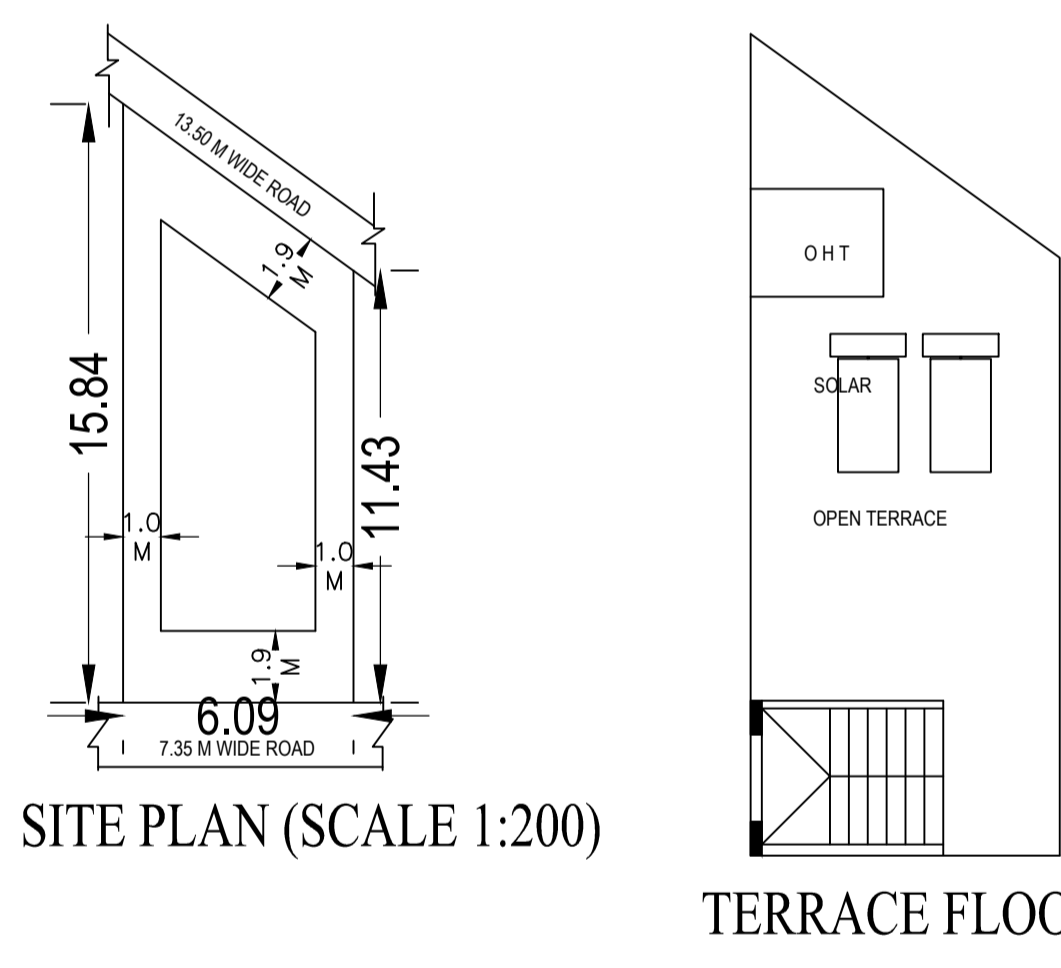 13.50 M WIDE ROAD
1.9
M
15.84
11.43
1.0
M
1.0
M
1.9
M
6.09
7.35 M WIDE ROAD
SITE PLAN (SCALE 1:200)
OHT
SOLAR
OPEN TERRACE
TERRACE FLOO